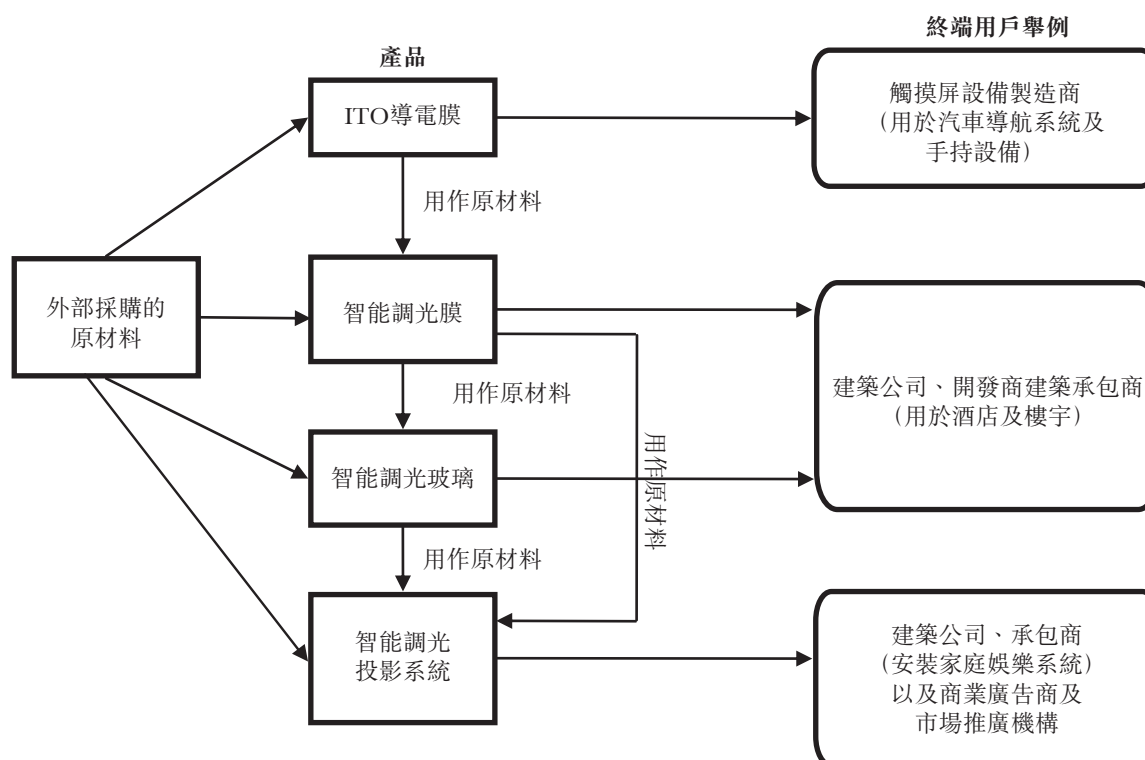 終端用戶舉例
產品
觸摸屏設備製造商
（用於汽車導航系統及
手持設備）
ITO導電膜
用作原材料
外部採購的
原材料
智能調光膜
用作原材料
建築公司、開發商建築承包商
（用於酒店及樓宇）
用作原材料
智能調光玻璃
用作原材料
智能調光
投影系統
建築公司、承包商
（安裝家庭娛樂系統）
以及商業廣告商及
市場推廣機構